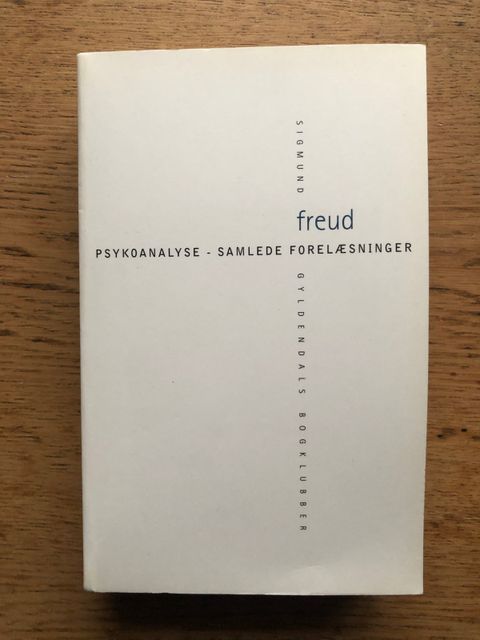 SIGMUND
freud
PSYKOANALYSE - SAMLEDE FORELÆSNINGER
GYLDENDALS BOGKLUBBER